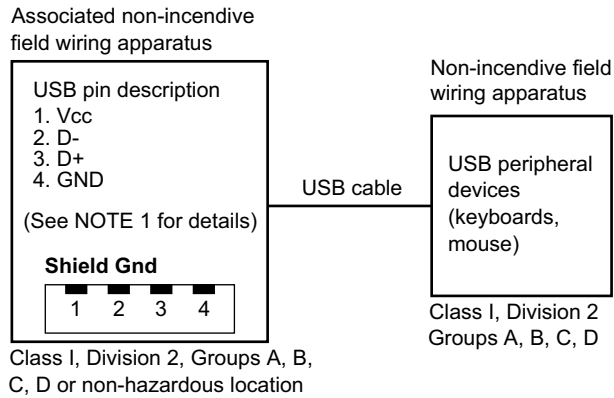 Associated non-incendive
field wiring apparatus
USB pin description
1. Vcc
2. D-
3. D+
4. GND
(See NOTE 1 for details)
Shield Gnd
1 2 3 4
Class I, Division 2, Groups A, B,
C, D or non-hazardous location
USB cable
Non-incendive field
wiring apparatus
USB peripheral
devices
(keyboards,
mouse)
Class I, Division 2
Groups A, B, C, D